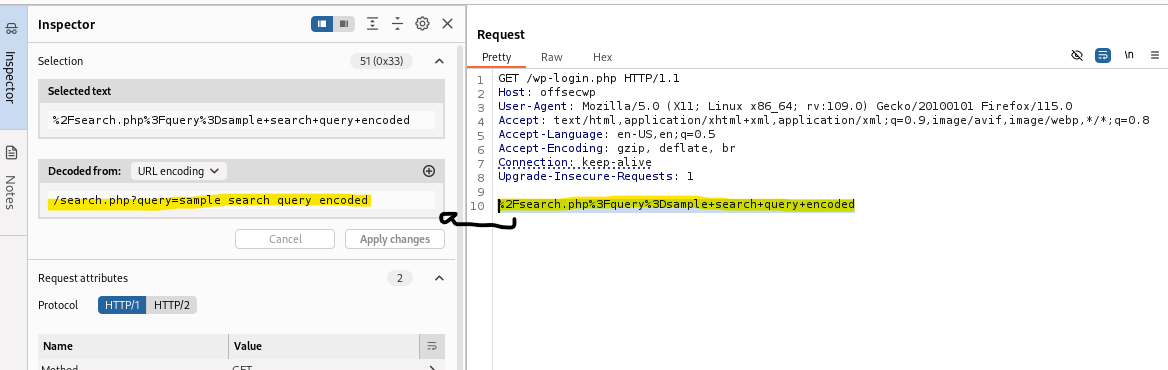 Inspector
Notes
Inspector
Selection
51 (0x33)
Selected text
%2Fsearch.php%3Fquery%3Dsample+search+query+encoded
Decoded from: URL encoding
/search.php?query=sample search query encoded
Cancel
Apply changes
Request attributes
2
Protocol
HTTP/1
HTTP/2
Name
Value
Method
GET
Request
Pretty
Raw
Hex
\n
1 GET /wp-login.php HTTP/1.1
2 Host: offsecwp
3 User-Agent: Mozilla/5.0 (X11; Linux x86_64; rv:109.0) Gecko/20100101 Firefox/115.0
4 Accept: text/html,application/xhtml+xml,application/xml;q=0.9,image/avif,image/webp,*/*;q=0.8
5 Accept-Language: en-US,en;q=0.5
6 Accept-Encoding: gzip, deflate, br
7 Connection: keep-alive
8 Upgrade-Insecure-Requests: 1
9
10 %2Fsearch.php%3Fquery%3Dsample+search+query+encoded